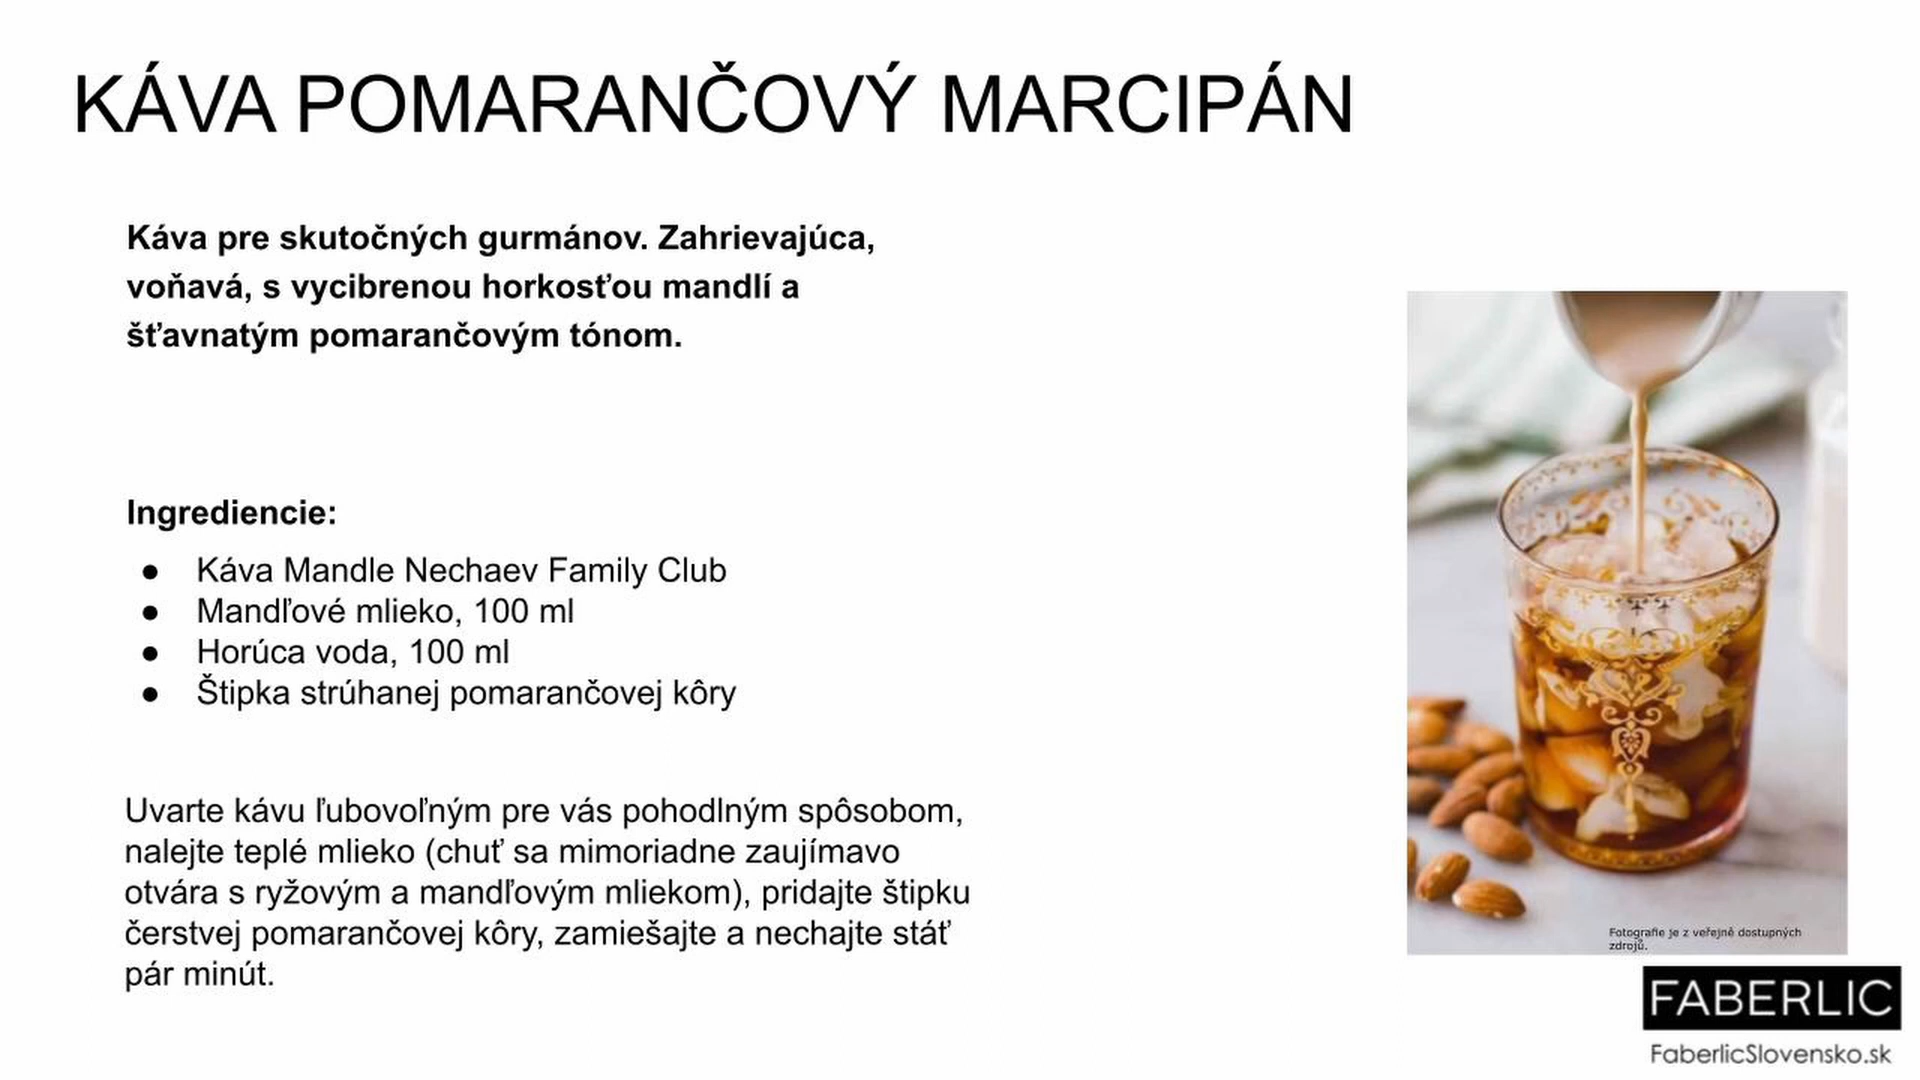 KÁVA POMARANČOVÝ MARCIPÁN
Káva pre skutočných gurmánov. Zahrievajúca,
voňavá, s vycibrenou horkosťou mandlí a
šťavnatým pomarančovým tónom.
Ingrediencie:
● Káva Mandle Nechaev Family Club
● Mandľové mlieko, 100 ml
● Horúca voda, 100 ml
● Štipka strúhanej pomarančovej kôry
Uvarte kávu ľubovoľným pre vás pohodlným spôsobom,
nalejte teplé mlieko (chuť sa mimoriadne zaujímavo
otvára s ryžovým a mandľovým mliekom), pridajte štipku
čerstvej pomarančovej kôry, zamiešajte a nechajte stáť
pár minút.
Fotografie je z veřejně dostupných
zdrojů.
FABERLIC
FaberlicSlovensko.sk